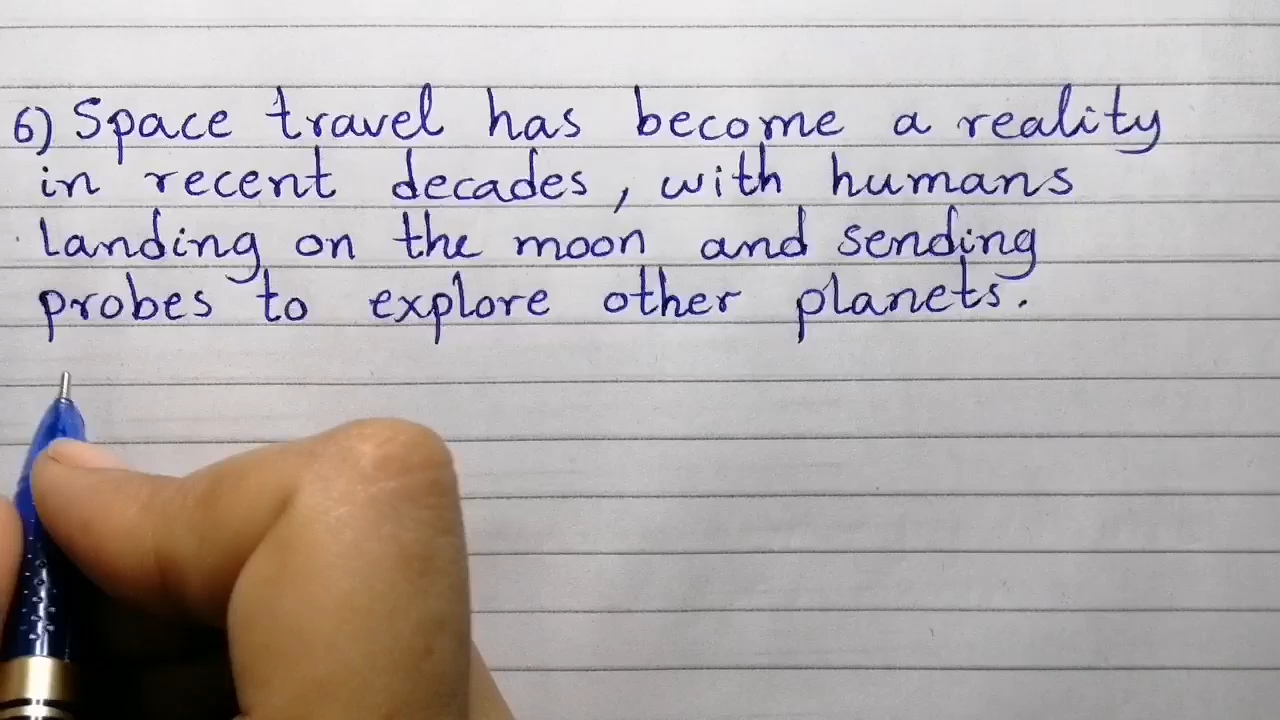 6) Space travel has become a reality
in recent decades, with humans
landing on the moon and sending
probes to explore other planets.